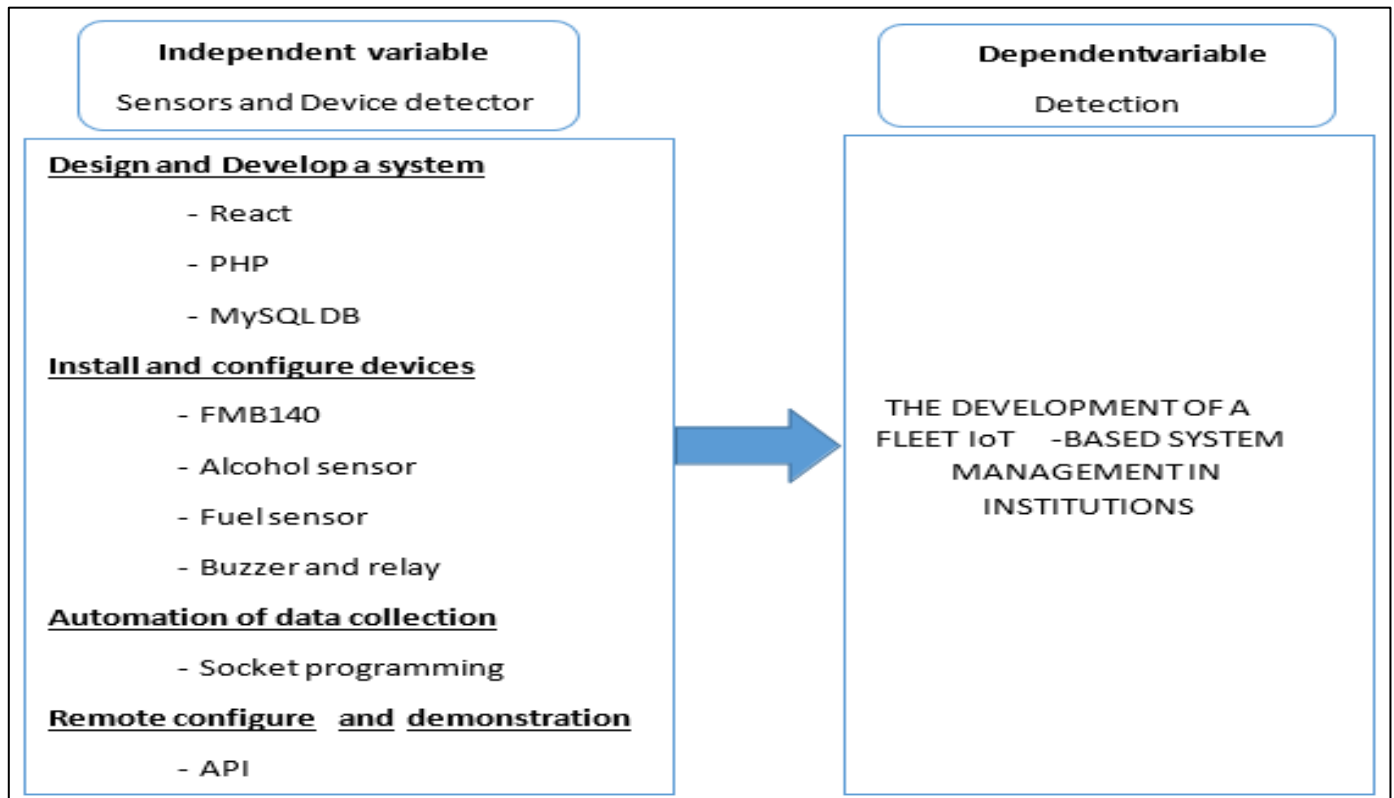 Independent variable
Sensors and Device detector
Design and Develop a system
- React
- PHP
- MySQL DB
Install and configure devices
- FMB140
- Alcohol sensor
- Fuel sensor
- Buzzer and relay
Automation of data collection
- Socket programming
Remote configure and demonstration
- API
Dependentvariable
Detection
THE DEVELOPMENT OF A
FLEET IoT -BASED SYSTEM
MANAGEMENT IN
INSTITUTIONS